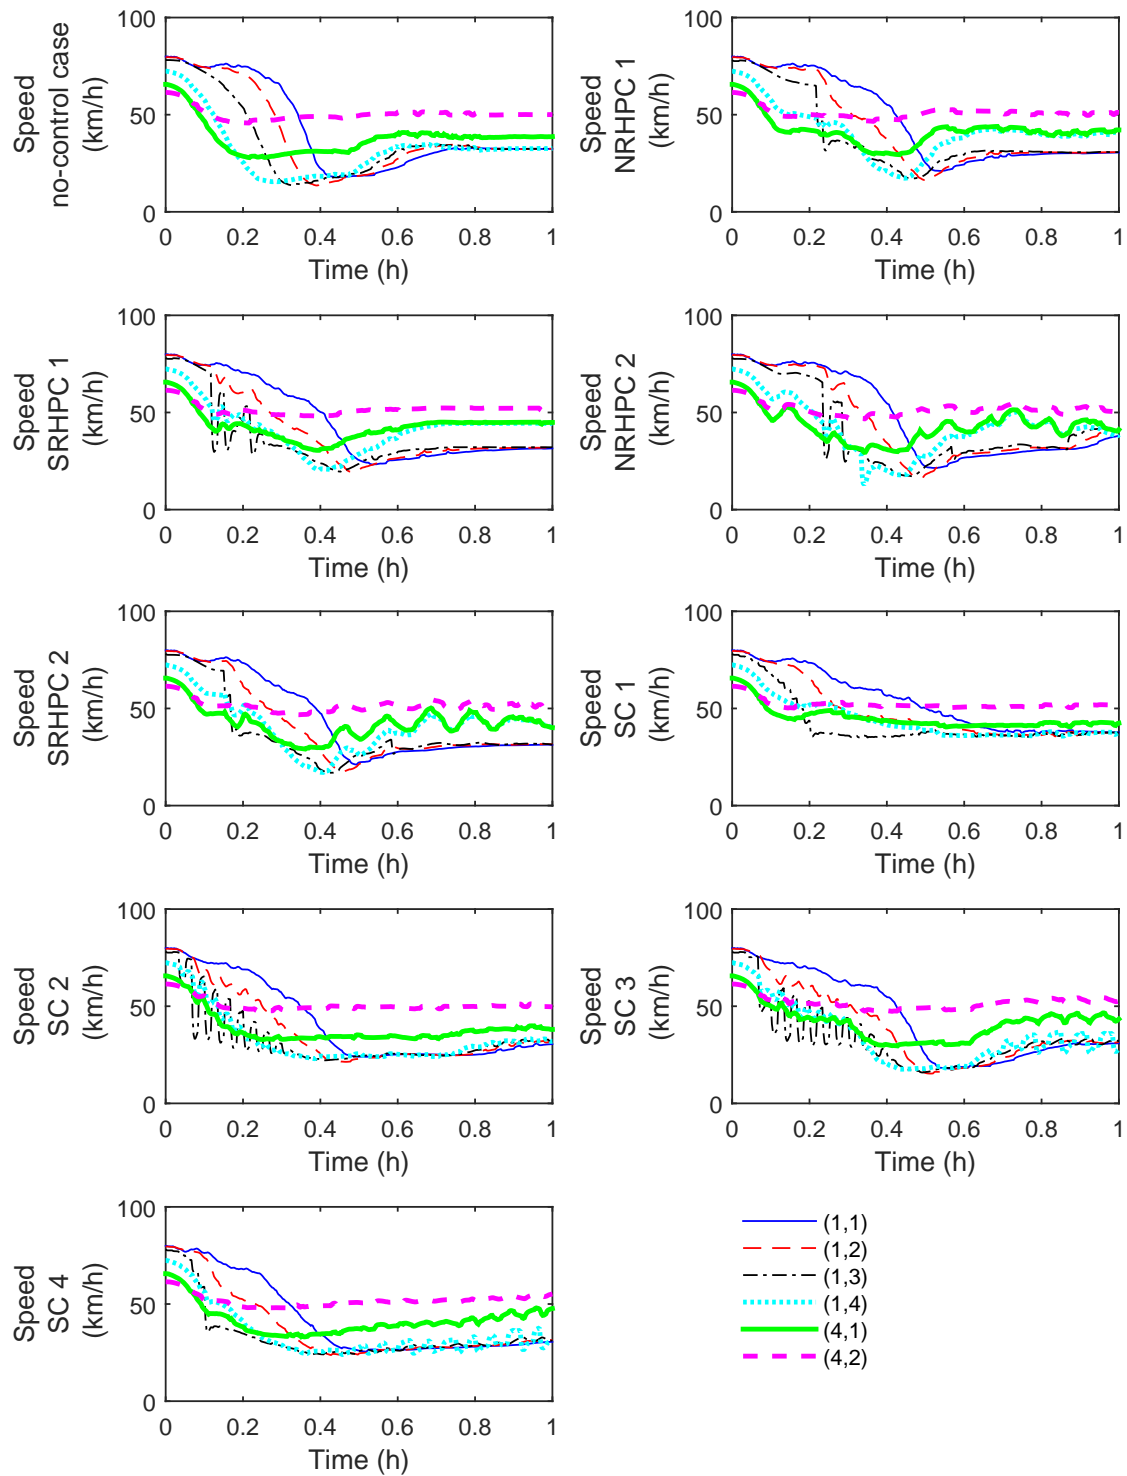 Speed
no-control case
(km/h)
100
50
0
0 0.2 0.4 0.6 0.8 1
Time (h)
Speed
NRHPC 1
(km/h)
100
50
0
0 0.2 0.4 0.6 0.8 1
Time (h)
Speed
SRHPC 1
(km/h)
100
50
0
0 0.2 0.4 0.6 0.8 1
Time (h)
Speed
NRHPC 2
(km/h)
100
50
0
0 0.2 0.4 0.6 0.8 1
Time (h)
Speed
SRHPC 2
(km/h)
100
50
0
0 0.2 0.4 0.6 0.8 1
Time (h)
Speed
SC 1
(km/h)
100
50
0
0 0.2 0.4 0.6 0.8 1
Time (h)
Speed
SC 2
(km/h)
100
50
0
0 0.2 0.4 0.6 0.8 1
Time (h)
Speed
SC 3
(km/h)
100
50
0
0 0.2 0.4 0.6 0.8 1
Time (h)
Speed
SC 4
(km/h)
100
50
0
0 0.2 0.4 0.6 0.8 1
Time (h)
(1,1)
(1,2)
(1,3)
(1,4)
(4,1)
(4,2)